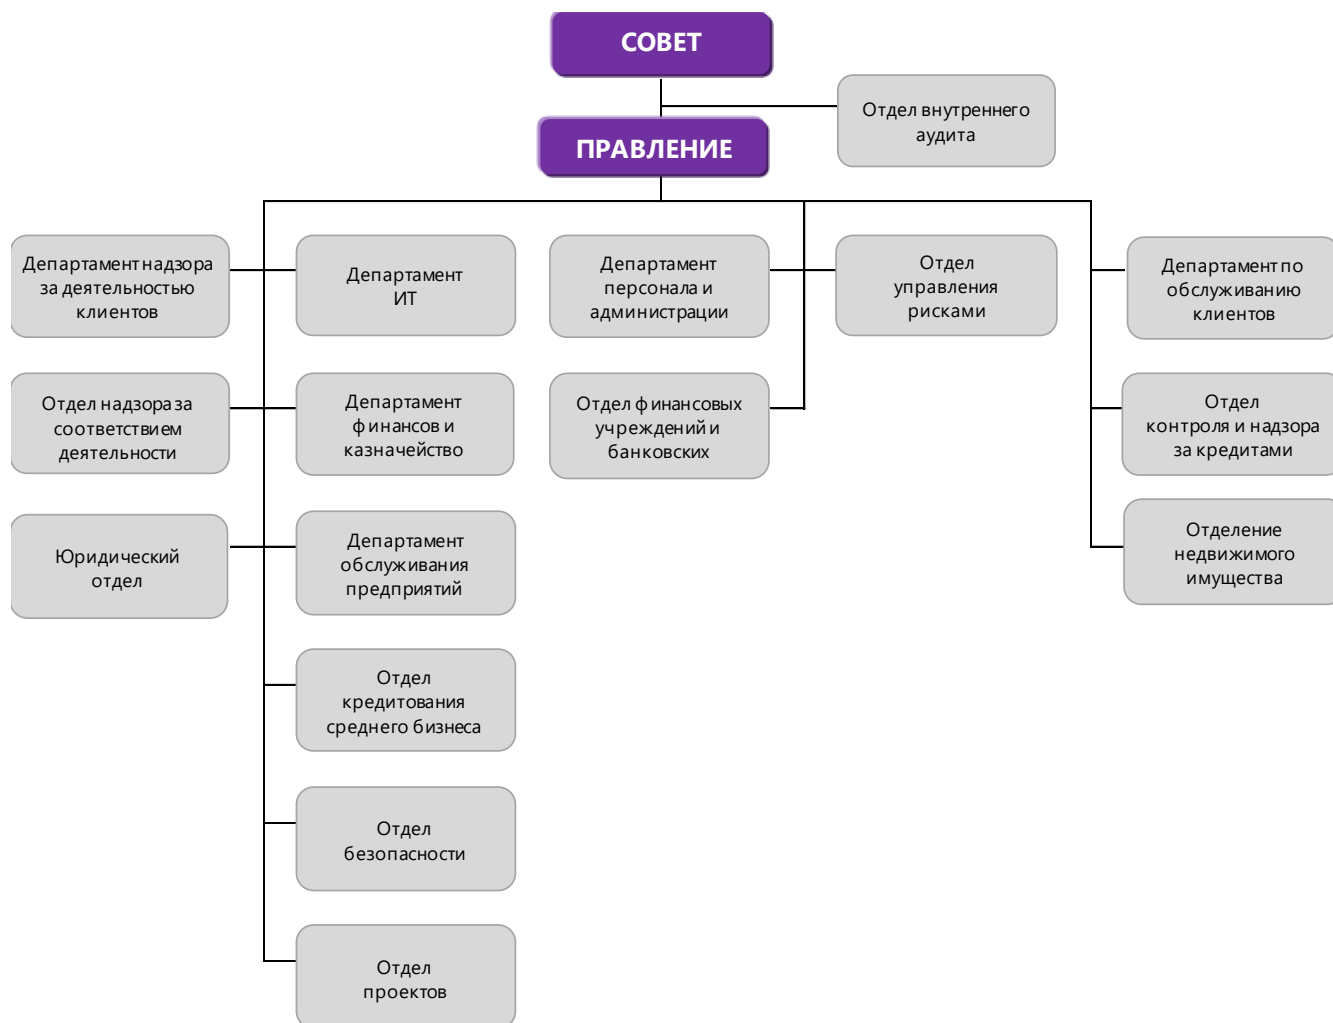 СОВЕТ
Отдел внутреннего
аудита
ПРАВЛЕНИЕ
Департамент надзора
за деятельностью
клиентов
Департамент
ИТ
Департамент
персонала и
администрации
Отдел
управления
рисками
Департамент по
обслуживанию
клиентов
Отдел надзора за
соответствием
деятельности
Департамент
финансов и
казначейство
Отдел финансовых
учреждений и
банковских
Отдел
контроля и надзора
за кредитами
Юридический
отдел
Департамент
обслуживания
предприятий
Отделение
недвижимого
имущества
Отдел
кредитования
среднего бизнеса
Отдел
безопасности
Отдел
проектов